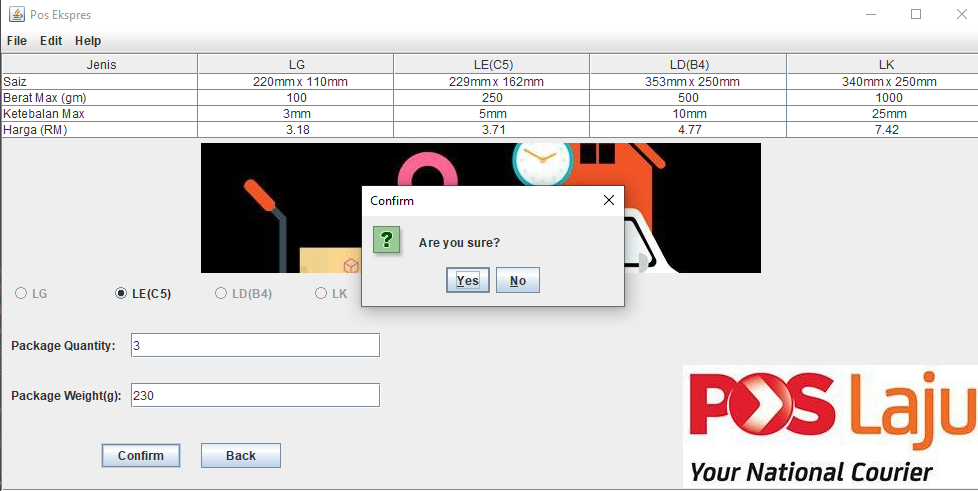 Pos Ekspres
File Edit Help
Jenis LG LE(C5) LD(B4) LK
Saiz 220mm x 110mm 229mm x 162mm 353mm x 250mm 340mm x 250mm
Berat Max (gm) 100 250 500 1000
Ketebalan Max 3mm 5mm 10mm 25mm
Harga (RM) 3.18 3.71 4.77 7.42
Confirm
? Are you sure?
Yes No
LG LE(C5) LD(B4) LK
Package Quantity: 3
Package Weight(g): 230
Confirm Back
POS Laju
Your National Courier